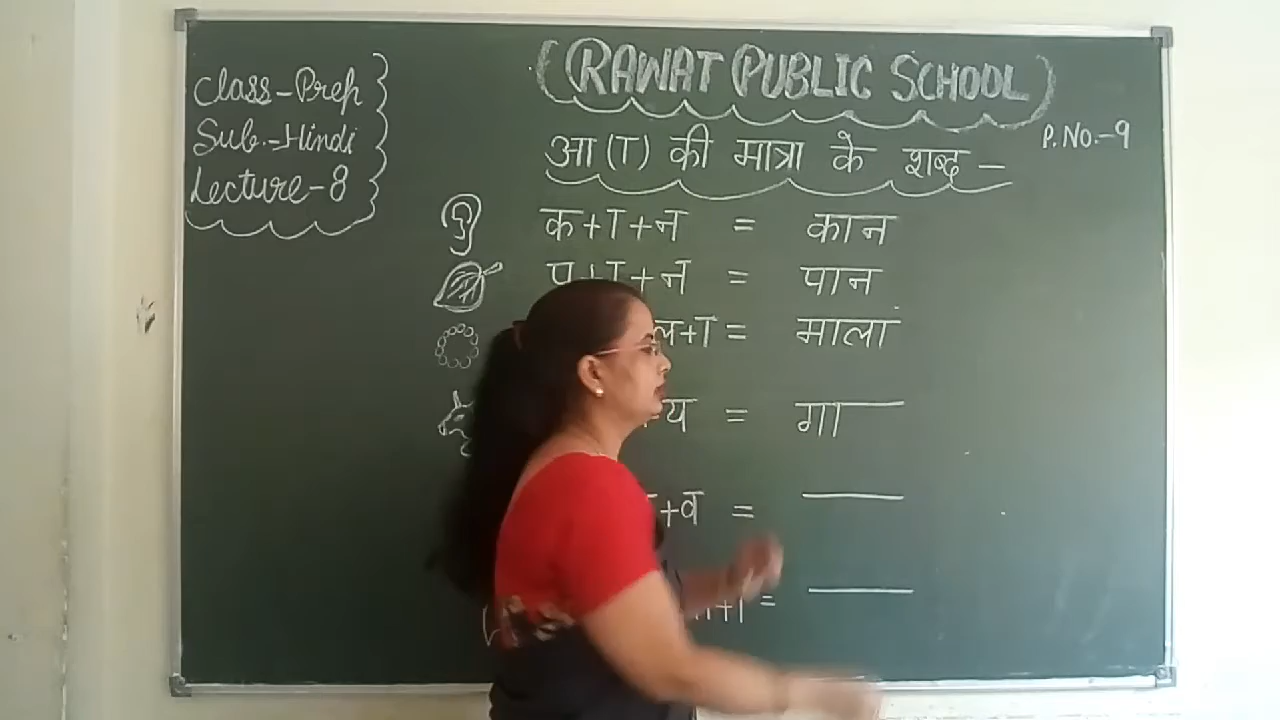 Class-Prep
Sub.-Hindi
Lecture-8
(RAWAT PUBLIC SCHOOL)
P.No.-9
आ (ा) की मात्रा के शब्द –
क+ा+न = कान
प+ा+न = पान
ल+ा = माला
य = गा
+व =
+ा =